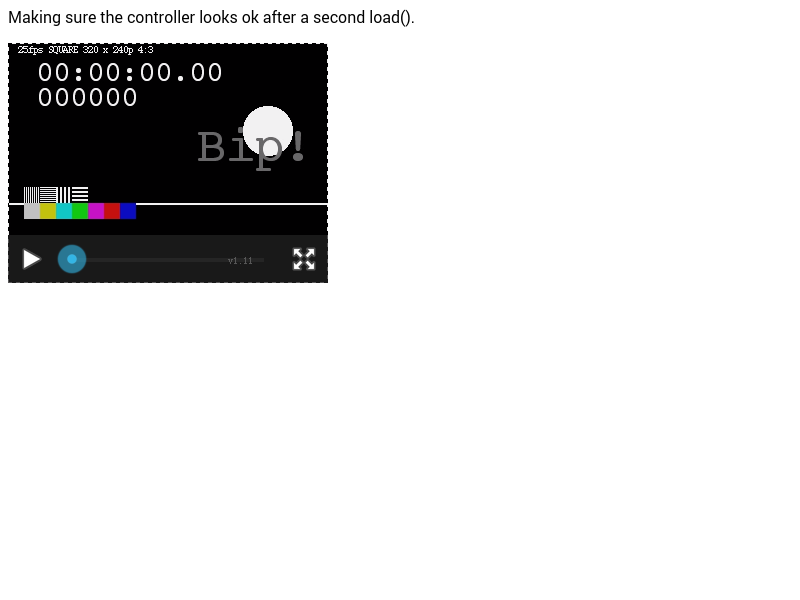 Making sure the controller looks ok after a second load().
25fps SQUARE 320 x 240p 4:3
00:00:00.00
000000
Bip!
v1.11